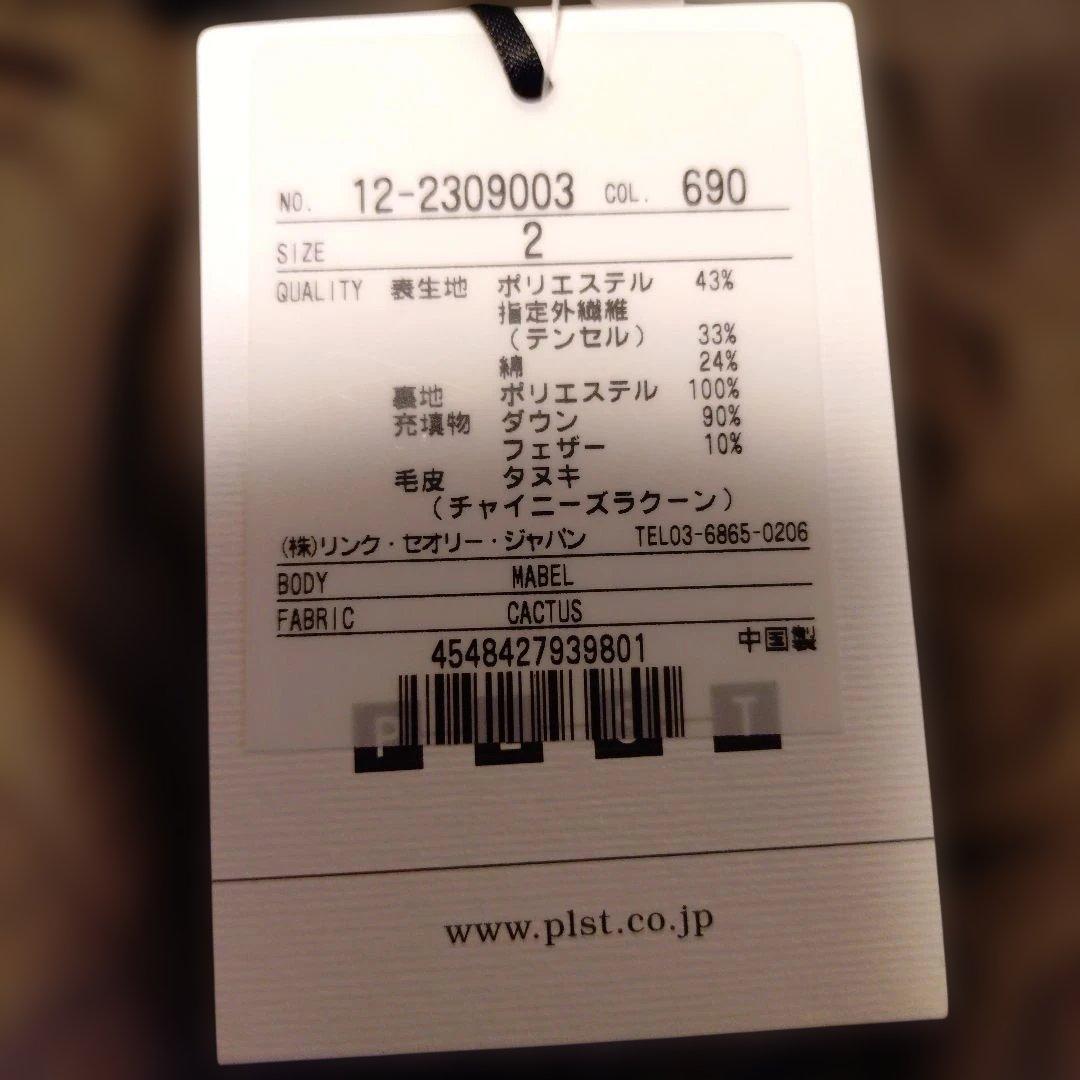 NO. 12-2309003 COL. 690
SIZE 2
QUALITY 表生地 ポリエステル 43%
指定外繊維
(テンセル) 33%
綿 24%
裏地 ポリエステル 100%
充填物 ダウン 90%
フェザー 10%
毛皮 タヌキ
(チャイニーズラクーン)
(株)リンク・セオリー・ジャパン TEL03-6865-0206
BODY MABEL
FABRIC CACTUS
4548427939801 中国製
PLST
www.plst.co.jp